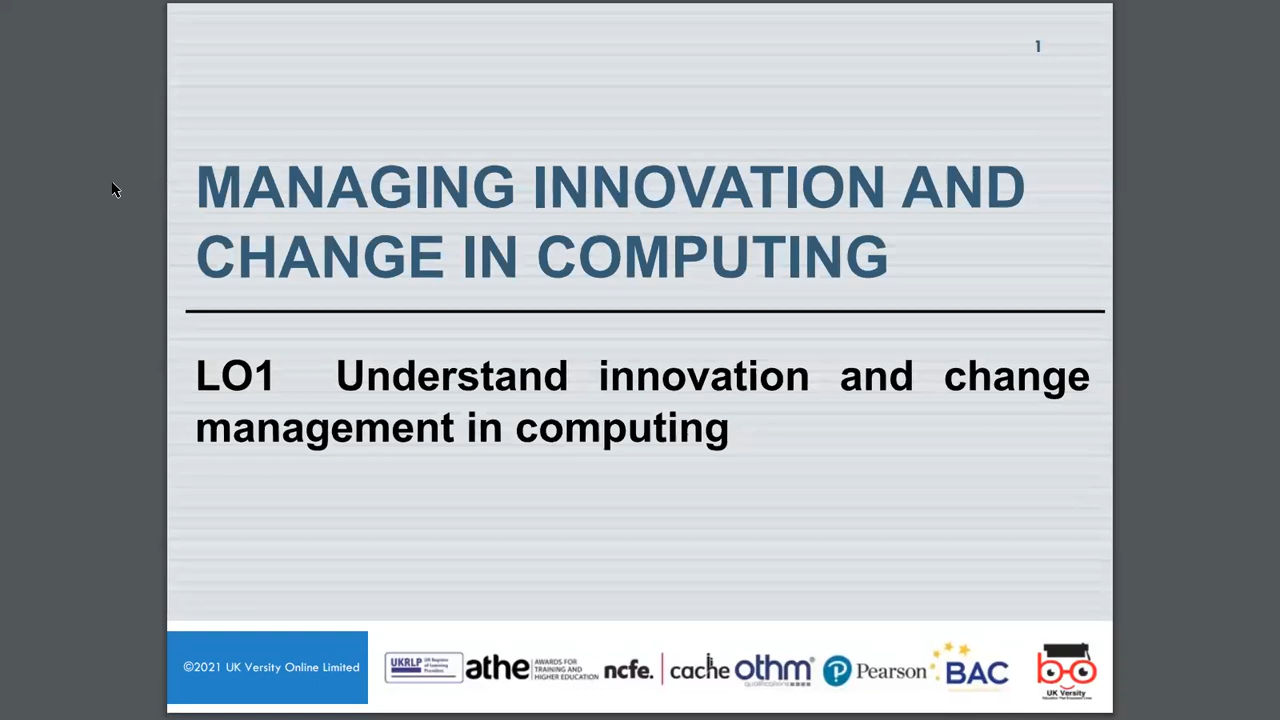 1
MANAGING INNOVATION AND
CHANGE IN COMPUTING
LO1 Understand innovation and change
management in computing
©2021 UK Versity Online Limited
UKRLP
athe AWARDS FOR
TRAINING AND
HIGHER EDUCATION
ncfe.
cache
othm
qualifications
Pearson
BAC
UK Versity